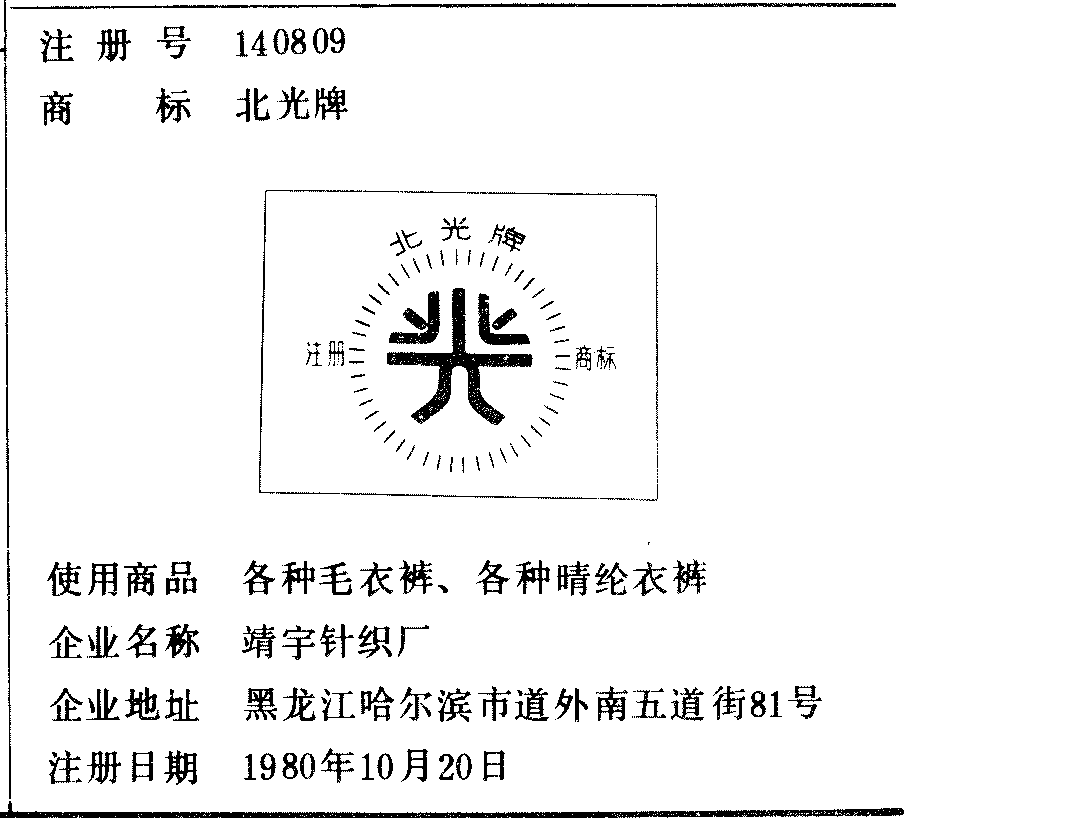 注册号 140809
商标 北光牌
北光牌
注册 商标
使用商品 各种毛衣裤、各种晴纶衣裤
企业名称 靖宇针织厂
企业地址 黑龙江哈尔滨市道外南五道街81号
注册日期 1980年10月20日